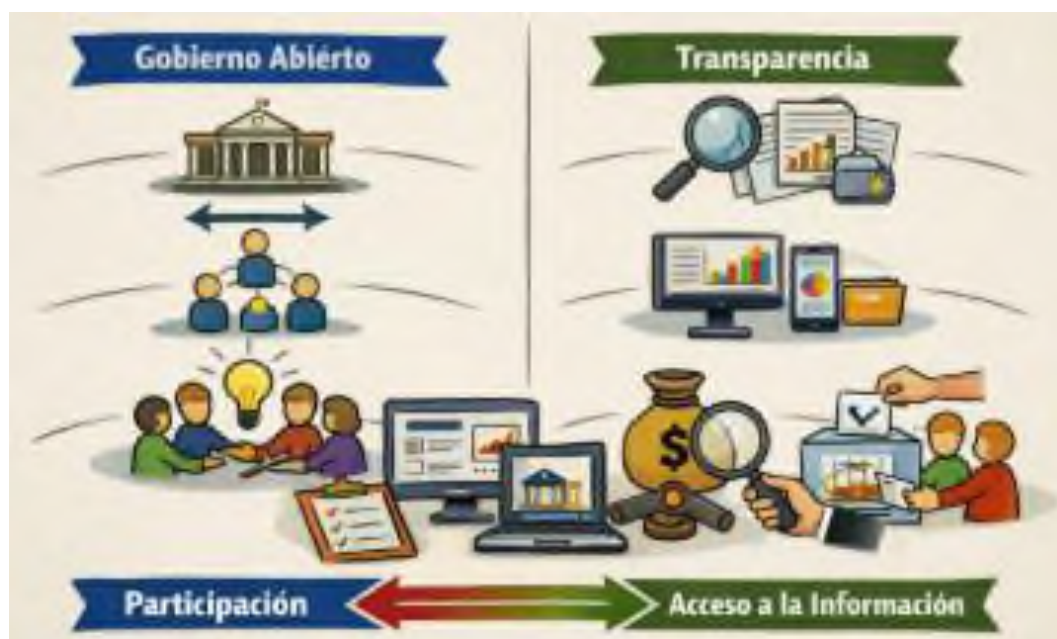 Gobierno Abiérto
Transparencia
$
Participación
Acceso a la Información